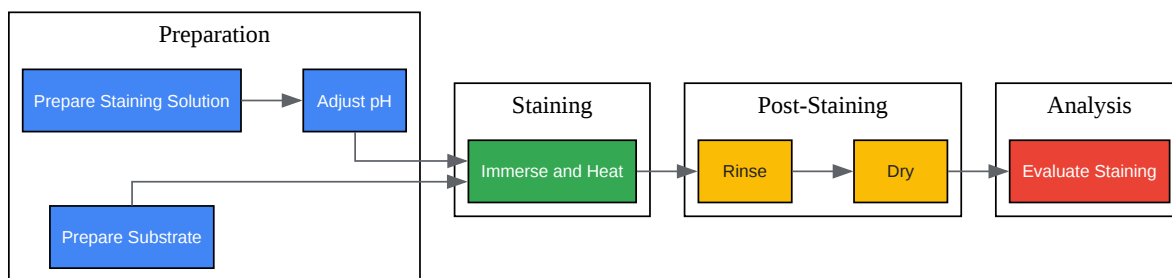 Preparation
Prepare Staining Solution
Adjust pH
Prepare Substrate
Staining
Immerse and Heat
Post-Staining
Rinse
Dry
Analysis
Evaluate Staining